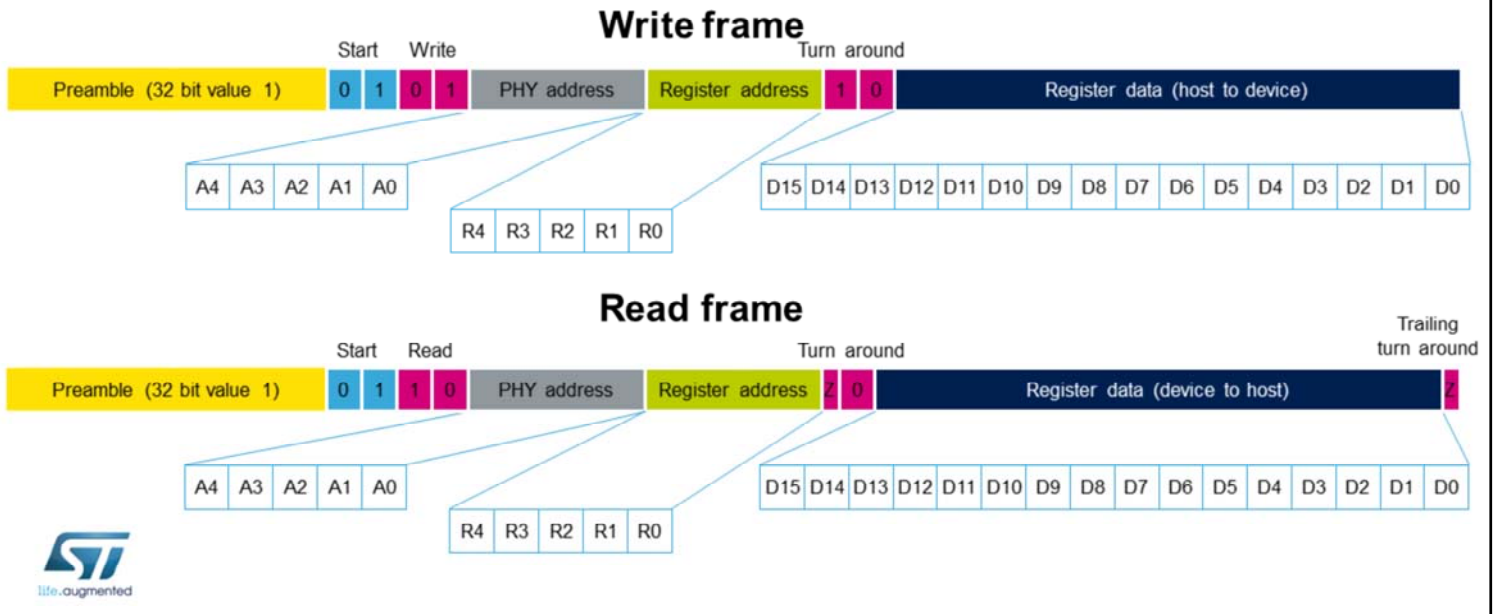 Write frame
Start Write Turn around
Preamble (32 bit value 1) 0 1 0 1 PHY address Register address 1 0 Register data (host to device)
A4 A3 A2 A1 A0 D15 D14 D13 D12 D11 D10 D9 D8 D7 D6 D5 D4 D3 D2 D1 D0
R4 R3 R2 R1 R0
Read frame
Start Read Turn around Trailing turn around
Preamble (32 bit value 1) 0 1 1 0 PHY address Register address Z 0 Register data (device to host) Z
A4 A3 A2 A1 A0 D15 D14 D13 D12 D11 D10 D9 D8 D7 D6 D5 D4 D3 D2 D1 D0
R4 R3 R2 R1 R0
ST
life.augmented